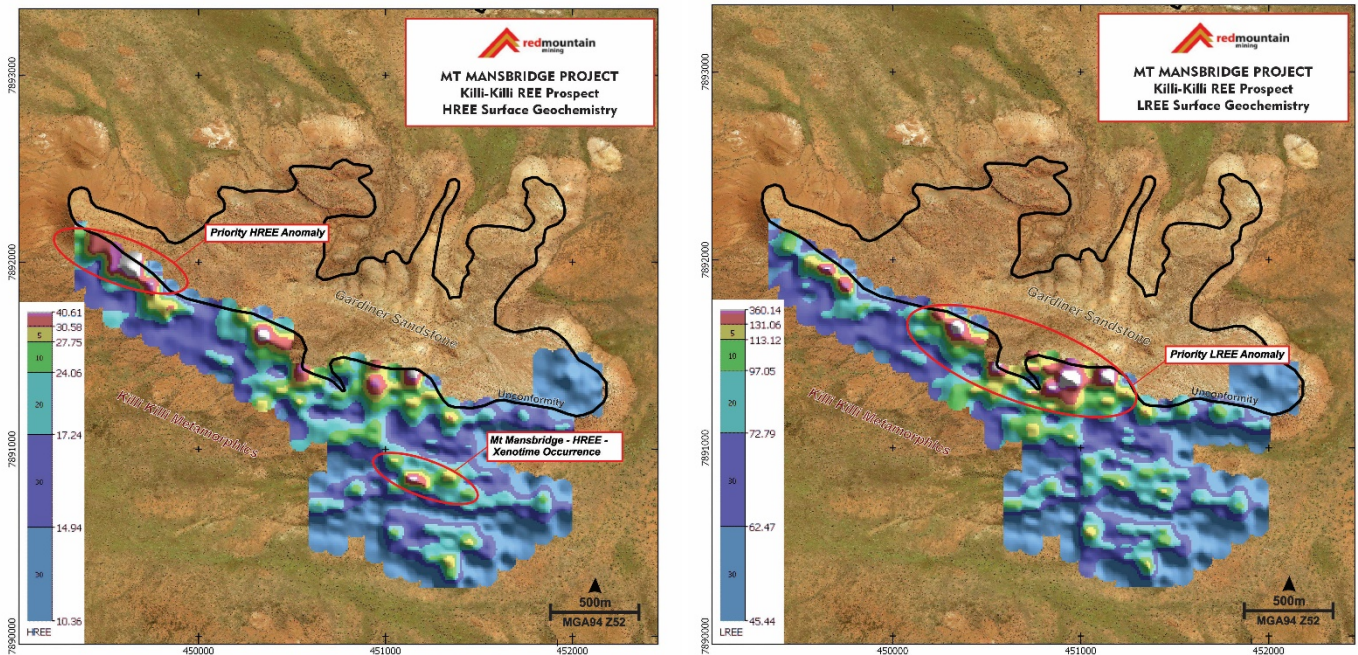 redmountain
mining
MT MANSBRIDGE PROJECT
Killi-Killi REE Prospect
HREE Surface Geochemistry
7893000
7892000
7891000
7890000
Priority HREE Anomaly
Gardiner Sandstone
Unconformity
Killi Killi Metamorphics
Mt Mansbridge - HREE -
Xenotime Occurrence
40.61
30.58
5
27.75
10
24.06
20
17.24
30
14.94
30
10.36
HREE
500m
MGA94 Z52
450000
451000
452000
redmountain
mining
MT MANSBRIDGE PROJECT
Killi-Killi REE Prospect
LREE Surface Geochemistry
7893000
7892000
7891000
7890000
Gardiner Sandstone
Priority LREE Anomaly
Unconformity
Killi Killi Metamorphics
360.14
131.06
5
113.12
10
97.05
20
72.79
30
62.47
30
45.44
LREE
500m
MGA94 Z52
450000
451000
452000